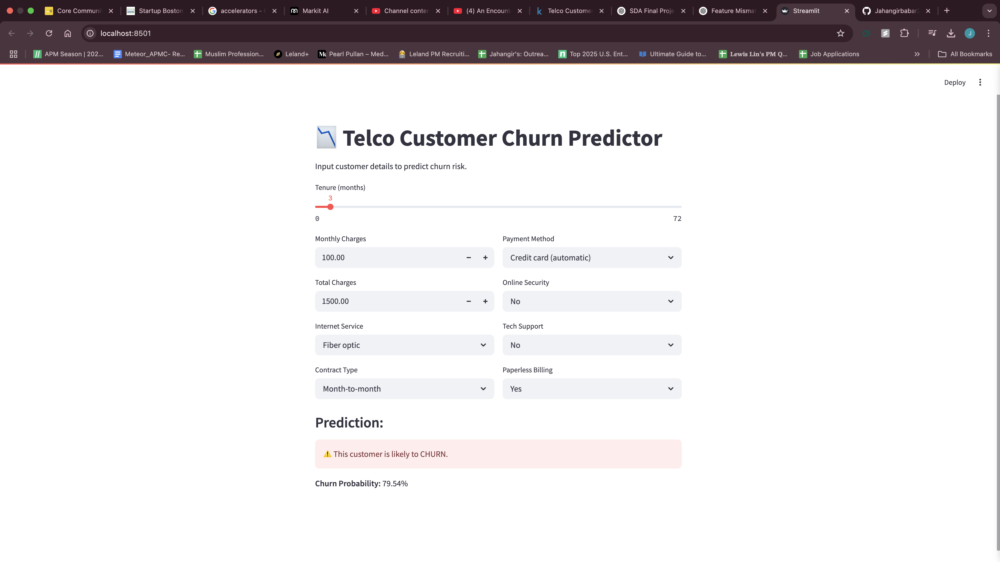 Core Communi
Startup Boston
accelerators -
Markit AI
Channel conter
(4) An Encount
Telco Custome
SDA Final Proje
Feature Mismat
Streamlit
Jahangirbabar
localhost:8501
J
APM Season | 202...
Meteor_APMC- Re...
Muslim Profession...
Leland+
Pearl Pullan – Med...
Leland PM Recruiti...
Jahangir's: Outrea...
Top 2025 U.S. Ent...
Ultimate Guide to...
Lewis Lin's PM Q...
Job Applications
All Bookmarks
Deploy
Telco Customer Churn Predictor
Input customer details to predict churn risk.
Tenure (months)
3
0 72
Monthly Charges Payment Method
100.00 Credit card (automatic)
Total Charges Online Security
1500.00 No
Internet Service Tech Support
Fiber optic No
Contract Type Paperless Billing
Month-to-month Yes
Prediction:
This customer is likely to CHURN.
Churn Probability: 79.54%